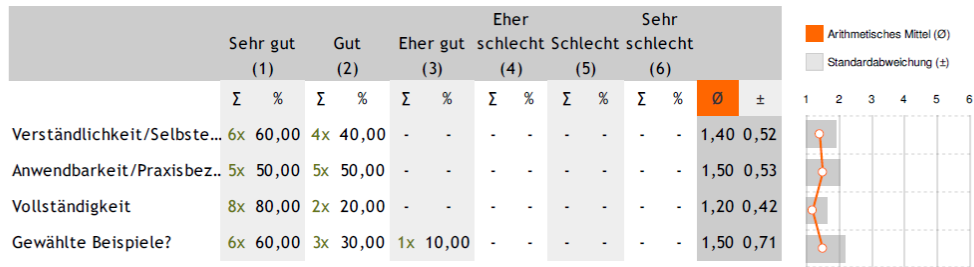 Sehr gut (1) Gut (2) Eher gut (3) Eher schlecht (4) Schlecht (5) Sehr schlecht (6)
Σ % Σ % Σ % Σ % Σ % Σ % Ø ±
Verständlichkeit/Selbste... 6x 60,00 4x 40,00 - - - - - - - - 1,40 0,52
Anwendbarkeit/Praxisbez... 5x 50,00 5x 50,00 - - - - - - - - 1,50 0,53
Vollständigkeit 8x 80,00 2x 20,00 - - - - - - - - 1,20 0,42
Gewählte Beispiele? 6x 60,00 3x 30,00 1x 10,00 - - - - - - 1,50 0,71
Arithmetisches Mittel (Ø)
Standardabweichung (±)
1 2 3 4 5 6